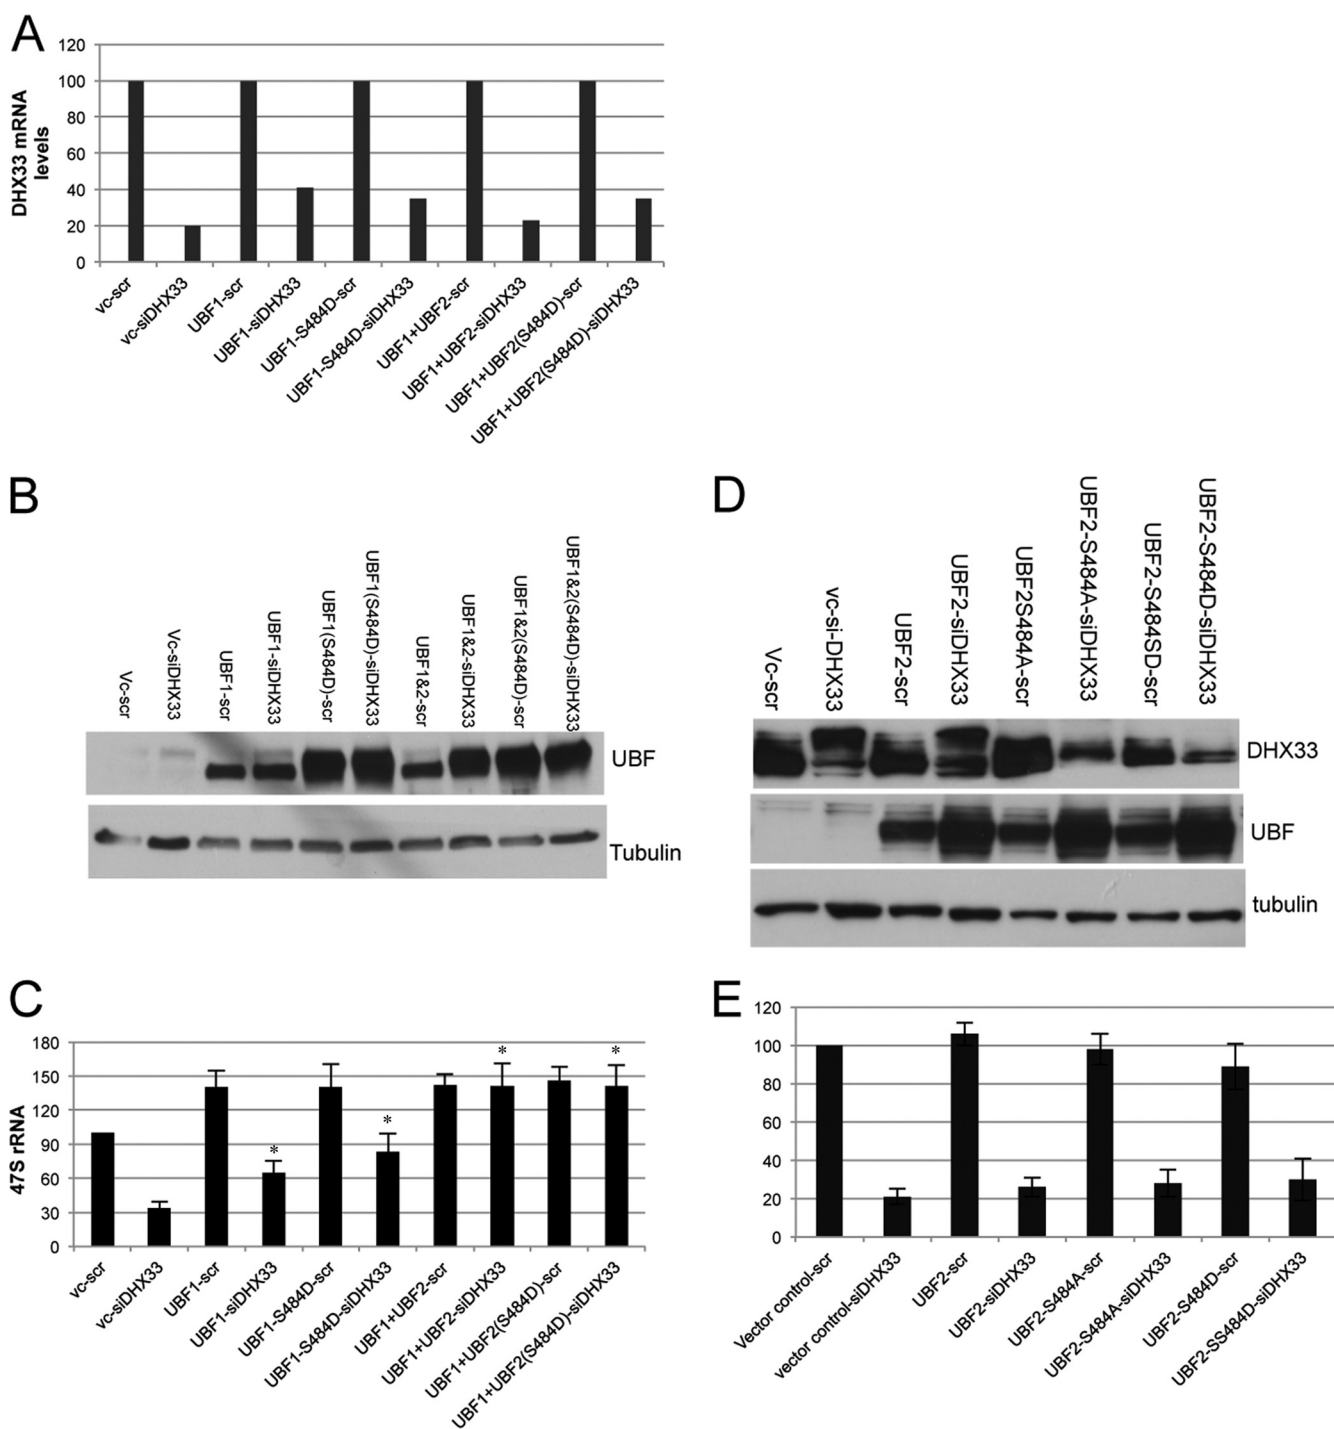 A
DHX33 mRNA
levels
120
100
80
60
40
20
0
vc-scr
vc-siDHX33
UBF1-scr
UBF1-siDHX33
UBF1-S484D-scr
UBF1-S484D-siDHX33
UBF1+UBF2-scr
UBF1+UBF2-siDHX33
UBF1+UBF2(S484D)-scr
UBF1+UBF2(S484D)-siDHX33
B
Vc-scr
Vc-siDHX33
UBF1-scr
UBF1-siDHX33
UBF1(S484D)-scr
UBF1(S484D)-siDHX33
UBF1&2-scr
UBF1&2-siDHX33
UBF1&2(S484D)-scr
UBF1&2(S484D)-siDHX33
UBF
Tubulin
C
47S rRNA
180
150
120
90
60
30
0
*
*
*
*
vc-scr
vc-siDHX33
UBF1-scr
UBF1-siDHX33
UBF1-S484D-scr
UBF1-S484D-siDHX33
UBF1+UBF2-scr
UBF1+UBF2-siDHX33
UBF1+UBF2(S484D)-scr
UBF1+UBF2(S484D)-siDHX33
D
Vc-scr
vc-si-DHX33
UBF2-scr
UBF2-siDHX33
UBF2S484A-scr
UBF2-S484A-siDHX33
UBF2-S484SD-scr
UBF2-S484D-siDHX33
DHX33
UBF
tubulin
E
120
100
80
60
40
20
0
Vector control-scr
vector control-siDHX33
UBF2-scr
UBF2-siDHX33
UBF2-S484A-scr
UBF2-S484A-siDHX33
UBF2-S484D-scr
UBF2-SS484D-siDHX33